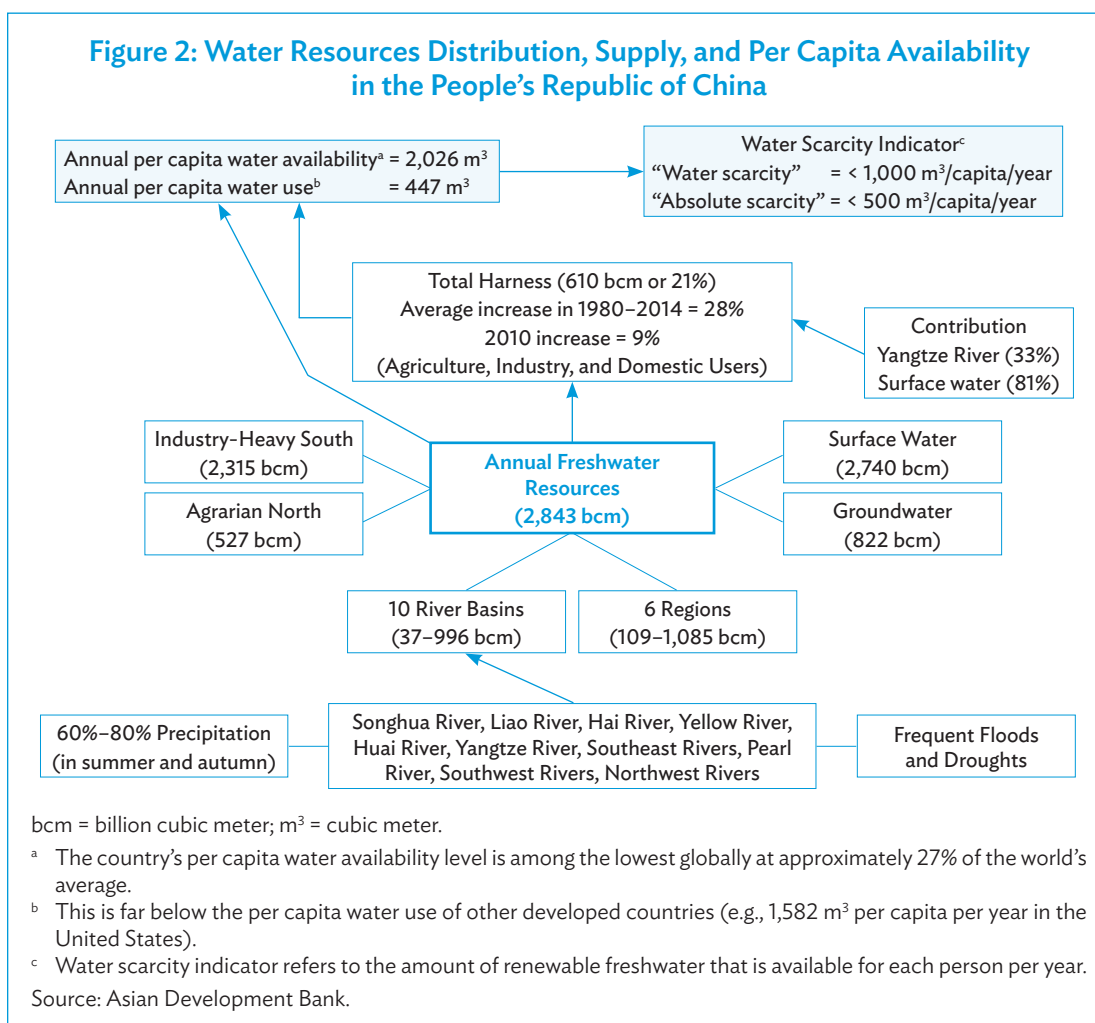 Figure 2: Water Resources Distribution, Supply, and Per Capita Availability
in the People's Republic of China
Annual per capita water availabilityᵃ = 2,026 m³
Annual per capita water useᵇ = 447 m³
Water Scarcity Indicatorᶜ
"Water scarcity" = < 1,000 m³/capita/year
"Absolute scarcity" = < 500 m³/capita/year
Total Harness (610 bcm or 21%)
Average increase in 1980–2014 = 28%
2010 increase = 9%
(Agriculture, Industry, and Domestic Users)
Contribution
Yangtze River (33%)
Surface water (81%)
Industry-Heavy South
(2,315 bcm)
Agrarian North
(527 bcm)
Annual Freshwater
Resources
(2,843 bcm)
Surface Water
(2,740 bcm)
Groundwater
(822 bcm)
10 River Basins
(37–996 bcm)
6 Regions
(109–1,085 bcm)
60%–80% Precipitation
(in summer and autumn)
Songhua River, Liao River, Hai River, Yellow River,
Huai River, Yangtze River, Southeast Rivers, Pearl
River, Southwest Rivers, Northwest Rivers
Frequent Floods
and Droughts
bcm = billion cubic meter; m³ = cubic meter.
ᵃ The country's per capita water availability level is among the lowest globally at approximately 27% of the world's
average.
ᵇ This is far below the per capita water use of other developed countries (e.g., 1,582 m³ per capita per year in the
United States).
ᶜ Water scarcity indicator refers to the amount of renewable freshwater that is available for each person per year.
Source: Asian Development Bank.